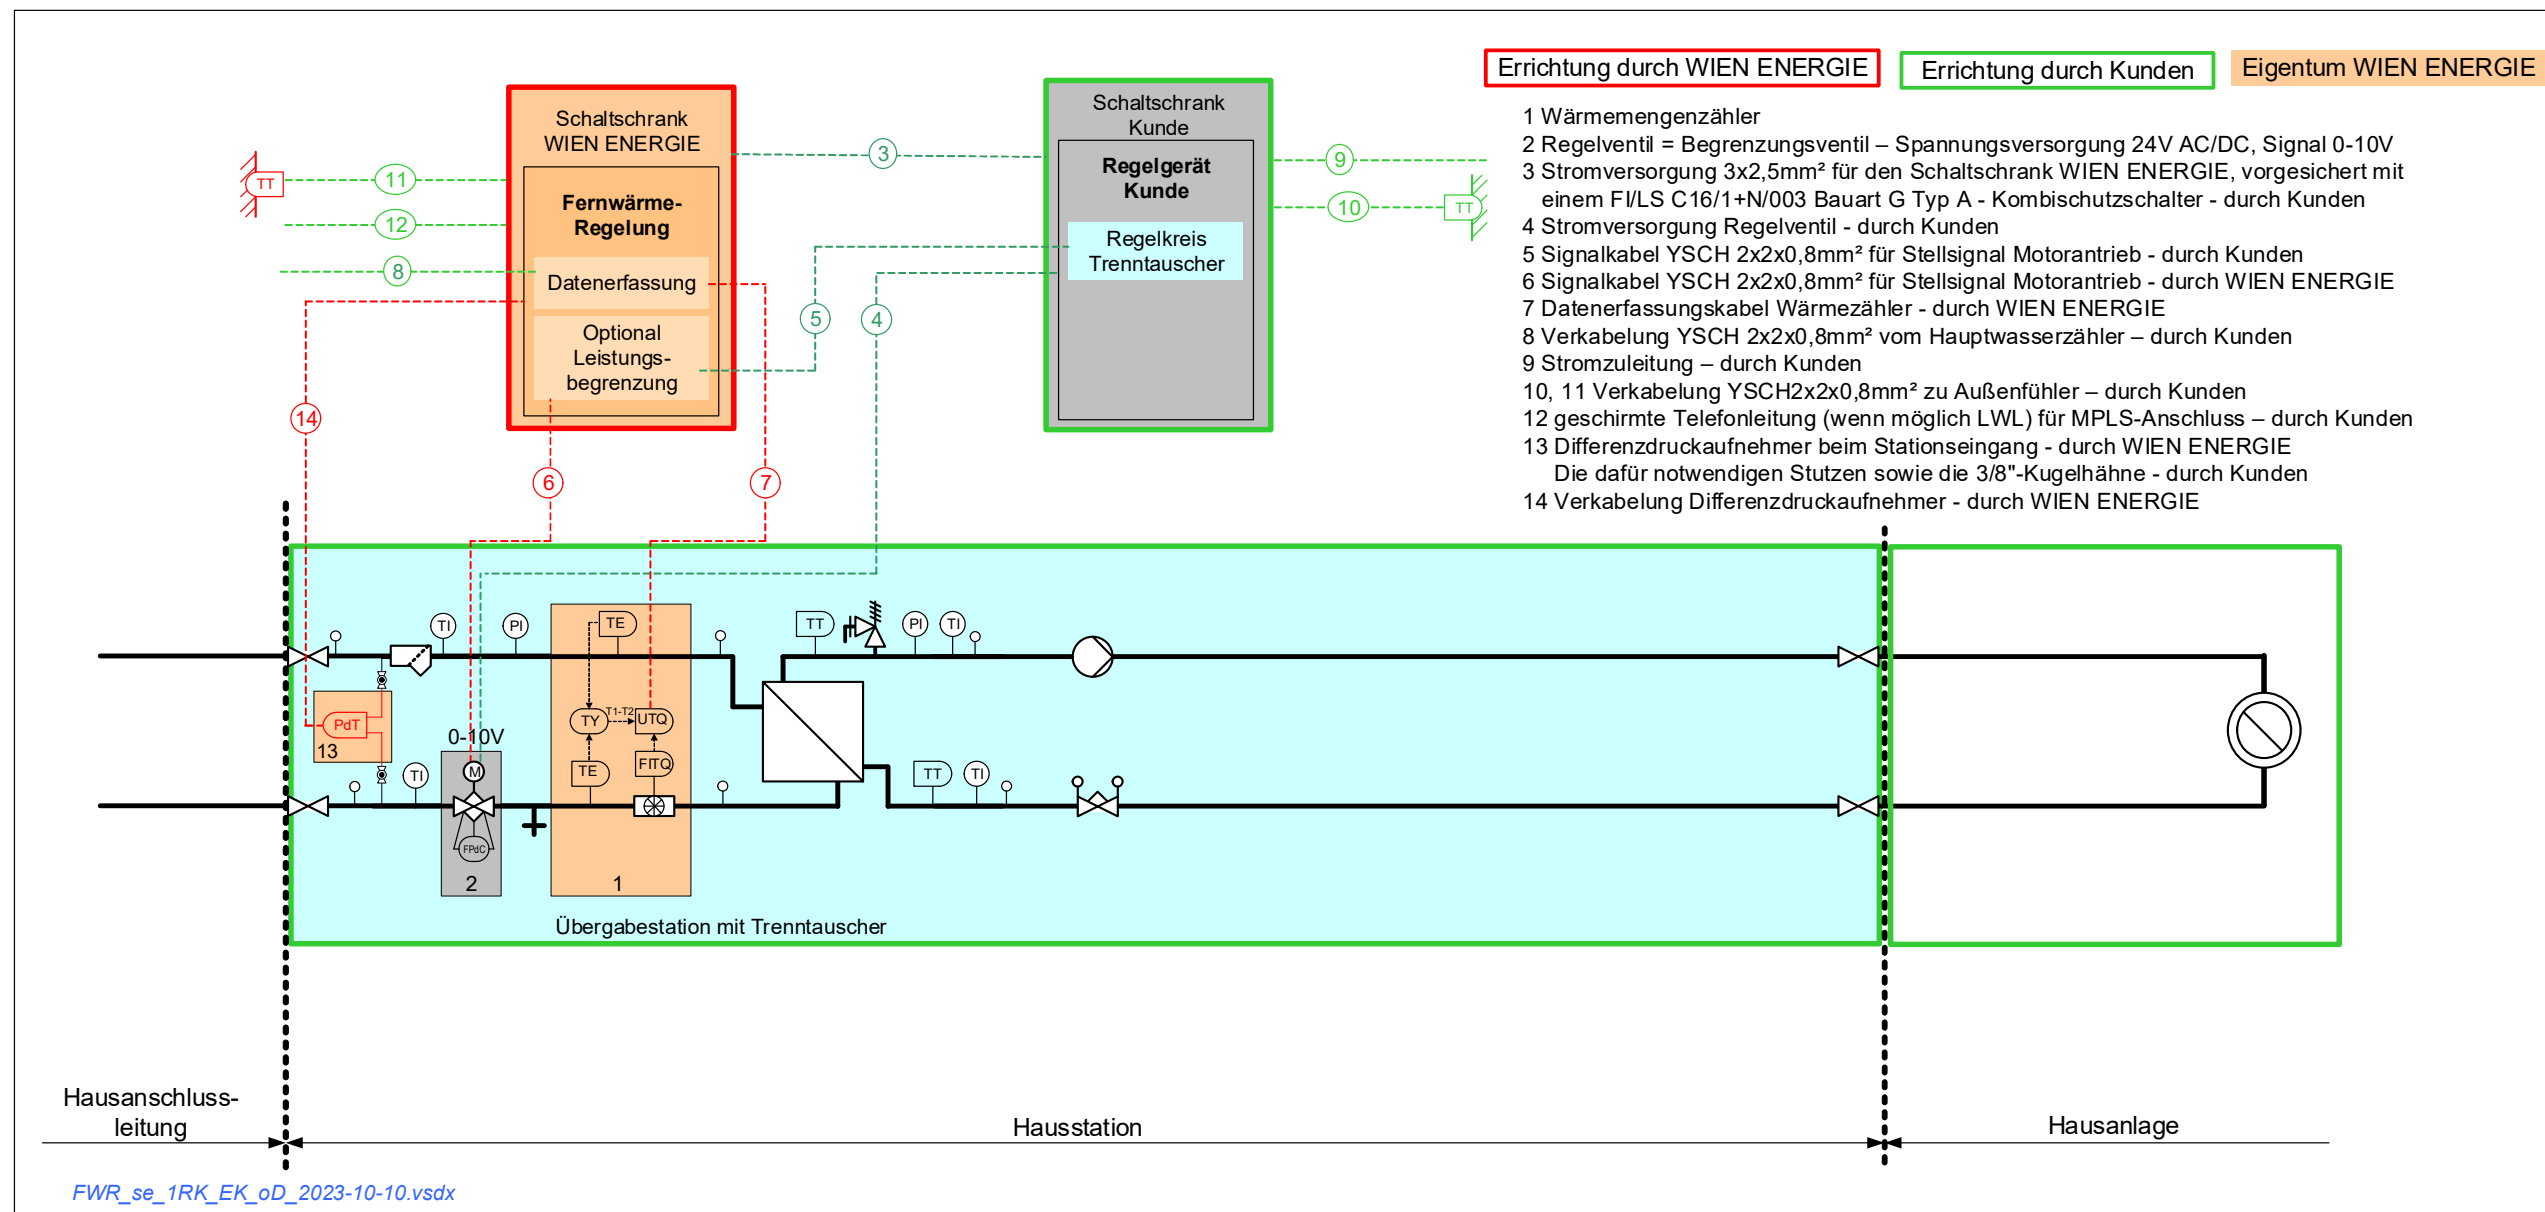 Errichtung durch WIEN ENERGIE
Errichtung durch Kunden
Eigentum WIEN ENERGIE
1 Wärmemengenzähler
2 Regelventil = Begrenzungsventil – Spannungsversorgung 24V AC/DC, Signal 0-10V
3 Stromversorgung 3x2,5mm² für den Schaltschrank WIEN ENERGIE, vorgesichert mit
einem FI/LS C16/1+N/003 Bauart G Typ A - Kombischutzschalter - durch Kunden
4 Stromversorgung Regelventil - durch Kunden
5 Signalkabel YSCH 2x2x0,8mm² für Stellsignal Motorantrieb - durch Kunden
6 Signalkabel YSCH 2x2x0,8mm² für Stellsignal Motorantrieb - durch WIEN ENERGIE
7 Datenerfassungskabel Wärmezähler - durch WIEN ENERGIE
8 Verkabelung YSCH 2x2x0,8mm² vom Hauptwasserzähler – durch Kunden
9 Stromzuleitung – durch Kunden
10, 11 Verkabelung YSCH2x2x0,8mm² zu Außenfühler – durch Kunden
12 geschirmte Telefonleitung (wenn möglich LWL) für MPLS-Anschluss – durch Kunden
13 Differenzdruckaufnehmer beim Stationseingang - durch WIEN ENERGIE
Die dafür notwendigen Stutzen sowie die 3/8"-Kugelhähne - durch Kunden
14 Verkabelung Differenzdruckaufnehmer - durch WIEN ENERGIE
Schaltschrank
WIEN ENERGIE
Fernwärme-
Regelung
Datenerfassung
Optional
Leistungs-
begrenzung
Schaltschrank
Kunde
Regelgerät
Kunde
Regelkreis
Trenntauscher
TT
11
12
8
14
6
7
3
5
4
9
10
TT
TI
PI
TE
TT
PI
TI
PdT
13
TY
T1-T2
UTQ
0-10V
M
TI
TE
FITQ
TT
TI
FPdC
2
1
Übergabestation mit Trenntauscher
Hausanschluss-
leitung
Hausstation
Hausanlage
FWR_se_1RK_EK_oD_2023-10-10.vsdx